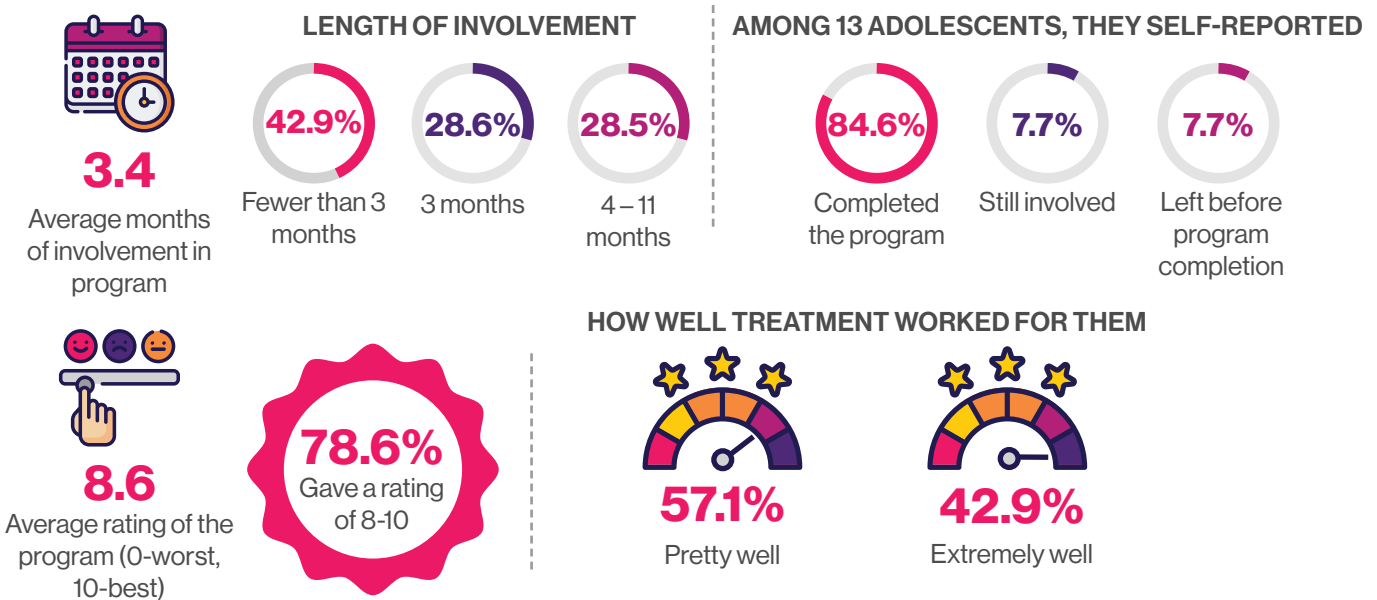 LENGTH OF INVOLVEMENT
3.4
Average months
of involvement in
program
42.9%
Fewer than 3
months
28.6%
3 months
28.5%
4 – 11
months
AMONG 13 ADOLESCENTS, THEY SELF-REPORTED
84.6%
Completed
the program
7.7%
Still involved
7.7%
Left before
program
completion
8.6
Average rating of the
program (0-worst,
10-best)
78.6%
Gave a rating
of 8-10
HOW WELL TREATMENT WORKED FOR THEM
57.1%
Pretty well
42.9%
Extremely well